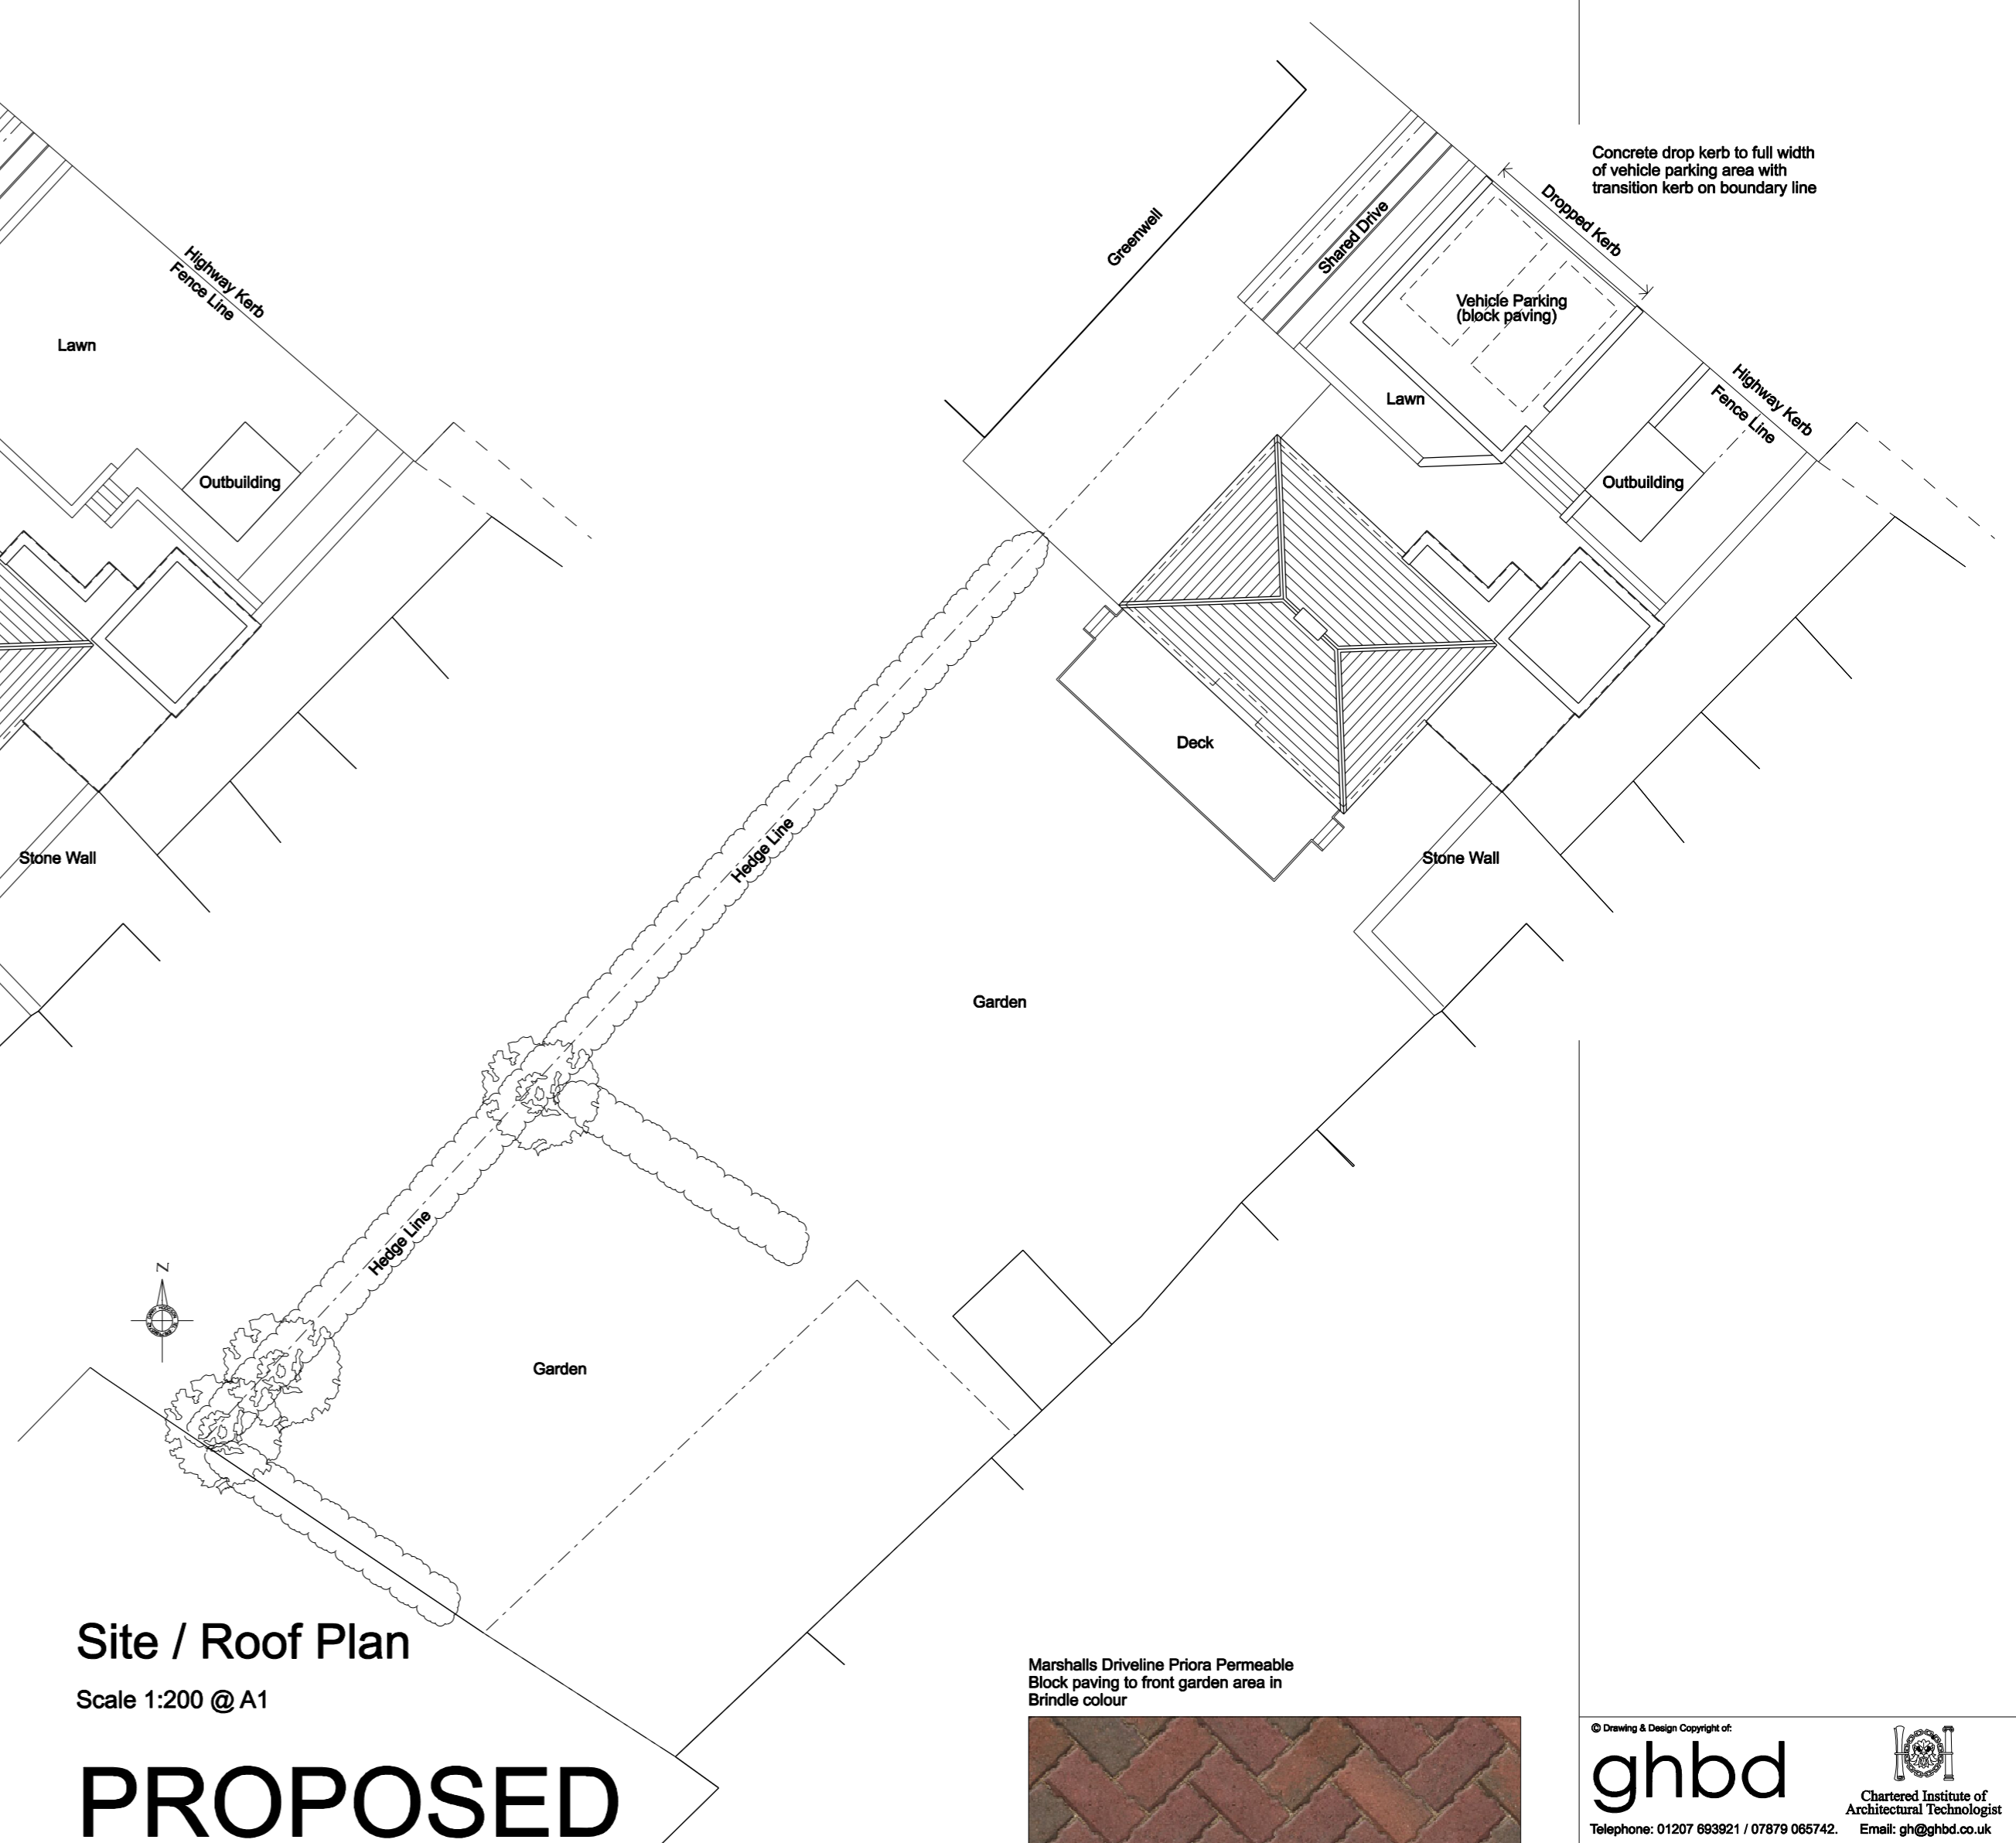 Concrete drop kerb to full width
of vehicle parking area with
transition kerb on boundary line
Dropped Kerb
Greenwell
Shared Drive
Highway Kerb
Fence Line
Vehicle Parking
(block paving)
Lawn
Lawn
Highway Kerb
Fence Line
Outbuilding
Outbuilding
Deck
Hedge Line
Stone Wall
Stone Wall
Garden
Hedge Line
N
Garden
Site / Roof Plan
Scale 1:200 @ A1
PROPOSED
Marshalls Driveline Priora Permeable
Block paving to front garden area in
Brindle colour
© Drawing & Design Copyright of:
ghbd
Chartered Institute of
Architectural Technologist
Telephone: 01207 693921 / 07879 065742. Email: gh@ghbd.co.uk